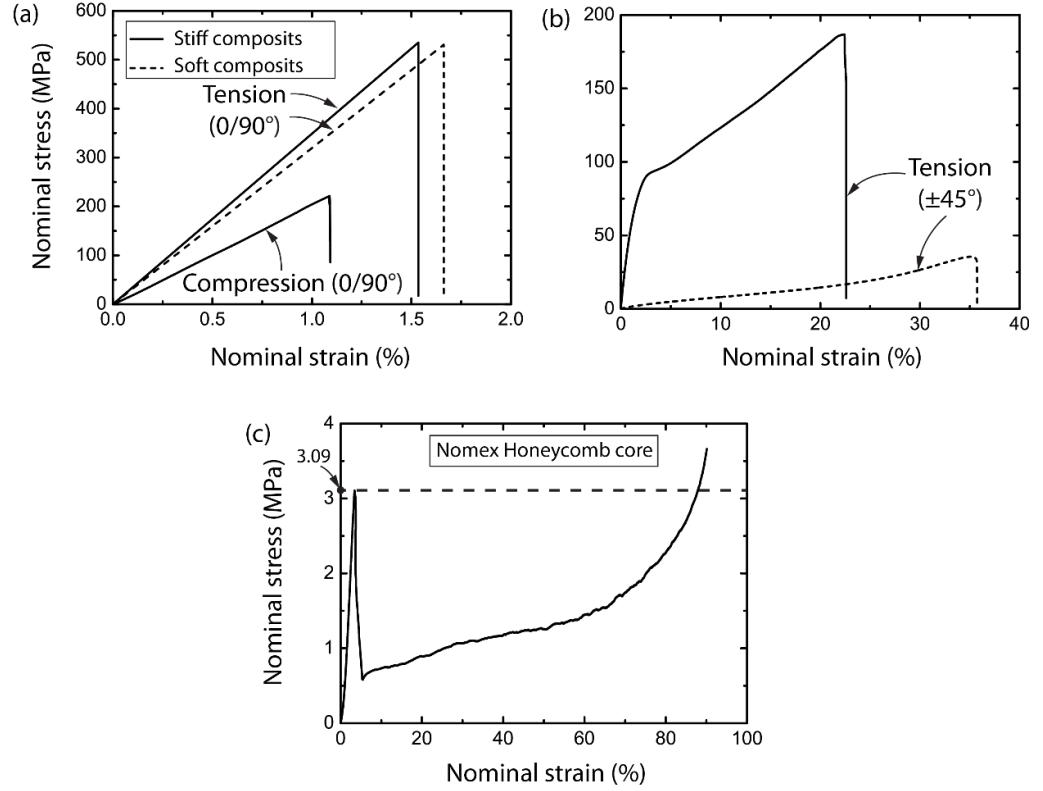 (a)
600
500
400
300
200
100
0
Nominal stress (MPa)
Stiff composits
Soft composits
Tension
(0/90°)
Compression (0/90°)
0.0 0.5 1.0 1.5 2.0
Nominal strain (%)
(b)
200
150
100
50
0
Tension
(±45°)
0 10 20 30 40
Nominal strain (%)
(c)
4
3.09
3
2
1
0
Nominal stress (MPa)
Nomex Honeycomb core
0 20 40 60 80 100
Nominal strain (%)